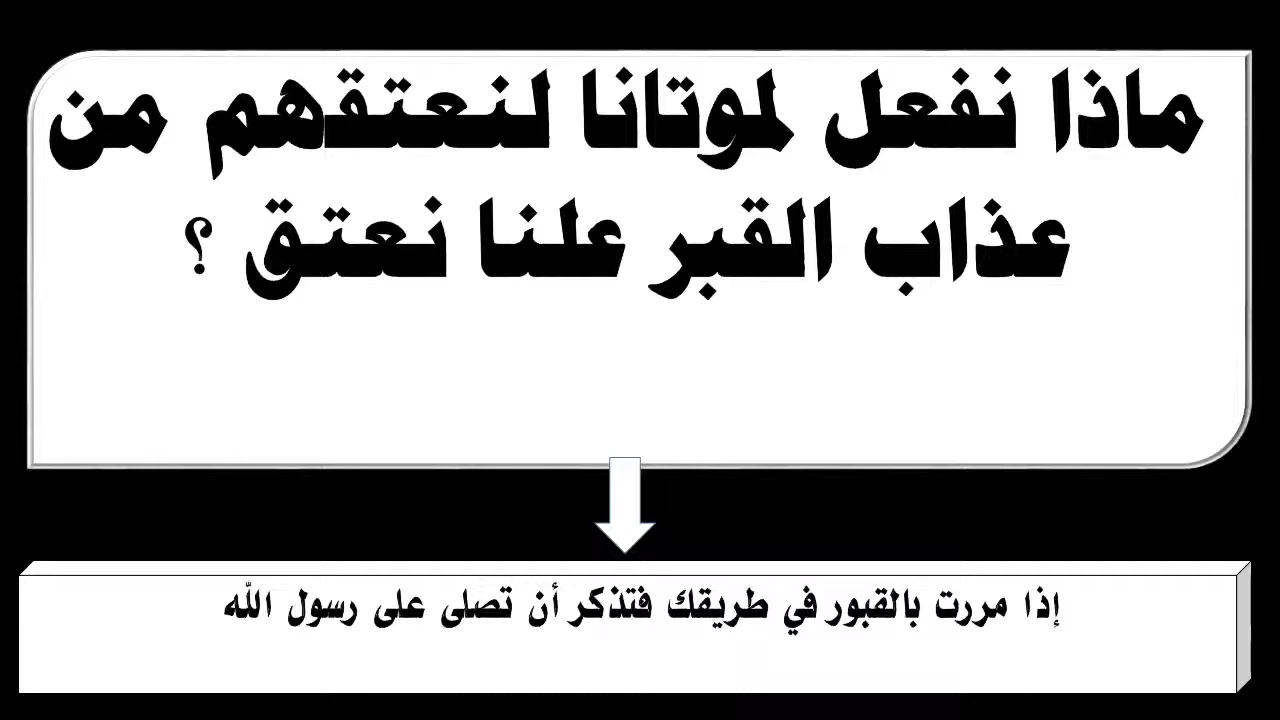 ماذا نفعل لموتانا لنعتقهم من
عذاب القبر علنا نعتق ؟
إذا مررت بالقبور في طريقك فتذكر أن تصلى على رسول الله